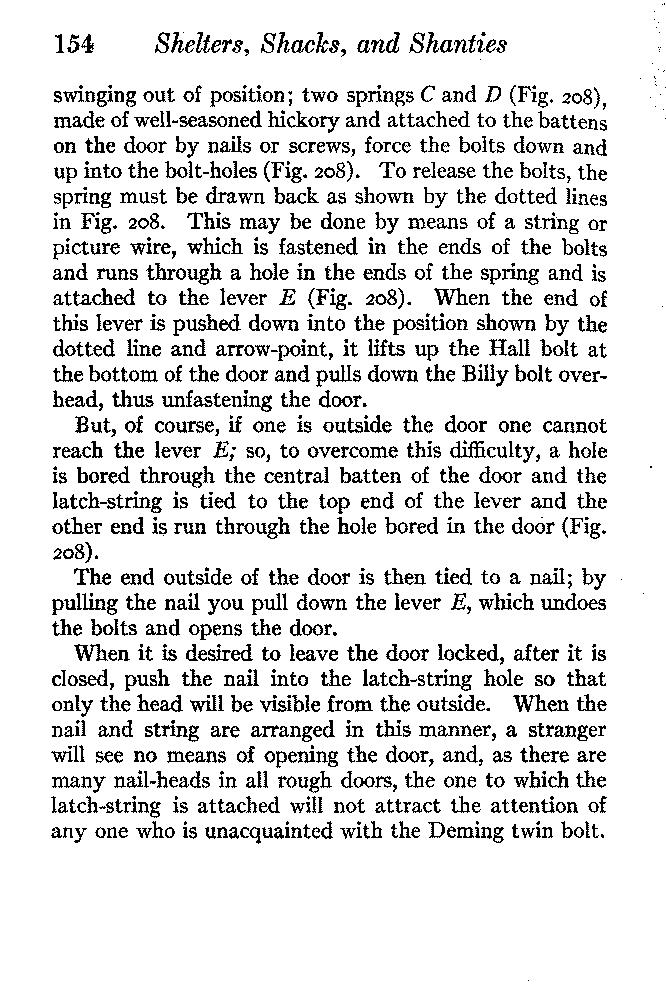 154 Shelters, Shacks, and Shanties
swinging out of position; two springs C and D (Fig. 208),
made of well-seasoned hickory and attached to the battens
on the door by nails or screws, force the bolts down and
up into the bolt-holes (Fig. 208). To release the bolts, the
spring must be drawn back as shown by the dotted lines
in Fig. 208. This may be done by means of a string or
picture wire, which is fastened in the ends of the bolts
and runs through a hole in the ends of the spring and is
attached to the lever E (Fig. 208). When the end of
this lever is pushed down into the position shown by the
dotted line and arrow-point, it lifts up the Hall bolt at
the bottom of the door and pulls down the Billy bolt over-
head, thus unfastening the door.
But, of course, if one is outside the door one cannot
reach the lever E; so, to overcome this difficulty, a hole
is bored through the central batten of the door and the
latch-string is tied to the top end of the lever and the
other end is run through the hole bored in the door (Fig.
208).
The end outside of the door is then tied to a nail; by
pulling the nail you pull down the lever E, which undoes
the bolts and opens the door.
When it is desired to leave the door locked, after it is
closed, push the nail into the latch-string hole so that
only the head will be visible from the outside. When the
nail and string are arranged in this manner, a stranger
will see no means of opening the door, and, as there are
many nail-heads in all rough doors, the one to which the
latch-string is attached will not attract the attention of
any one who is unacquainted with the Deming twin bolt.